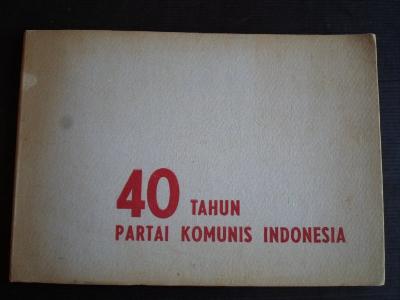 40 TAHUN
PARTAI KOMUNIS INDONESIA